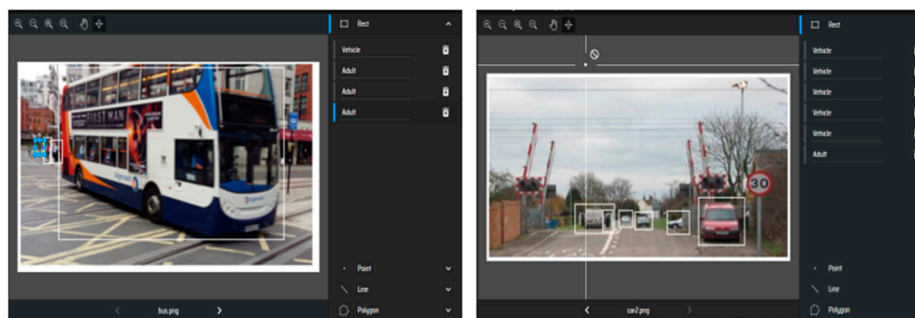 Rect
Vehicle
Adult
Adult
Adult
FIRST MAN
Point
Line
Polygon
bus.png
Rect
Vehicle
Vehicle
Vehicle
Vehicle
Vehicle
Adult
30
Point
Line
Polygon
car2.png